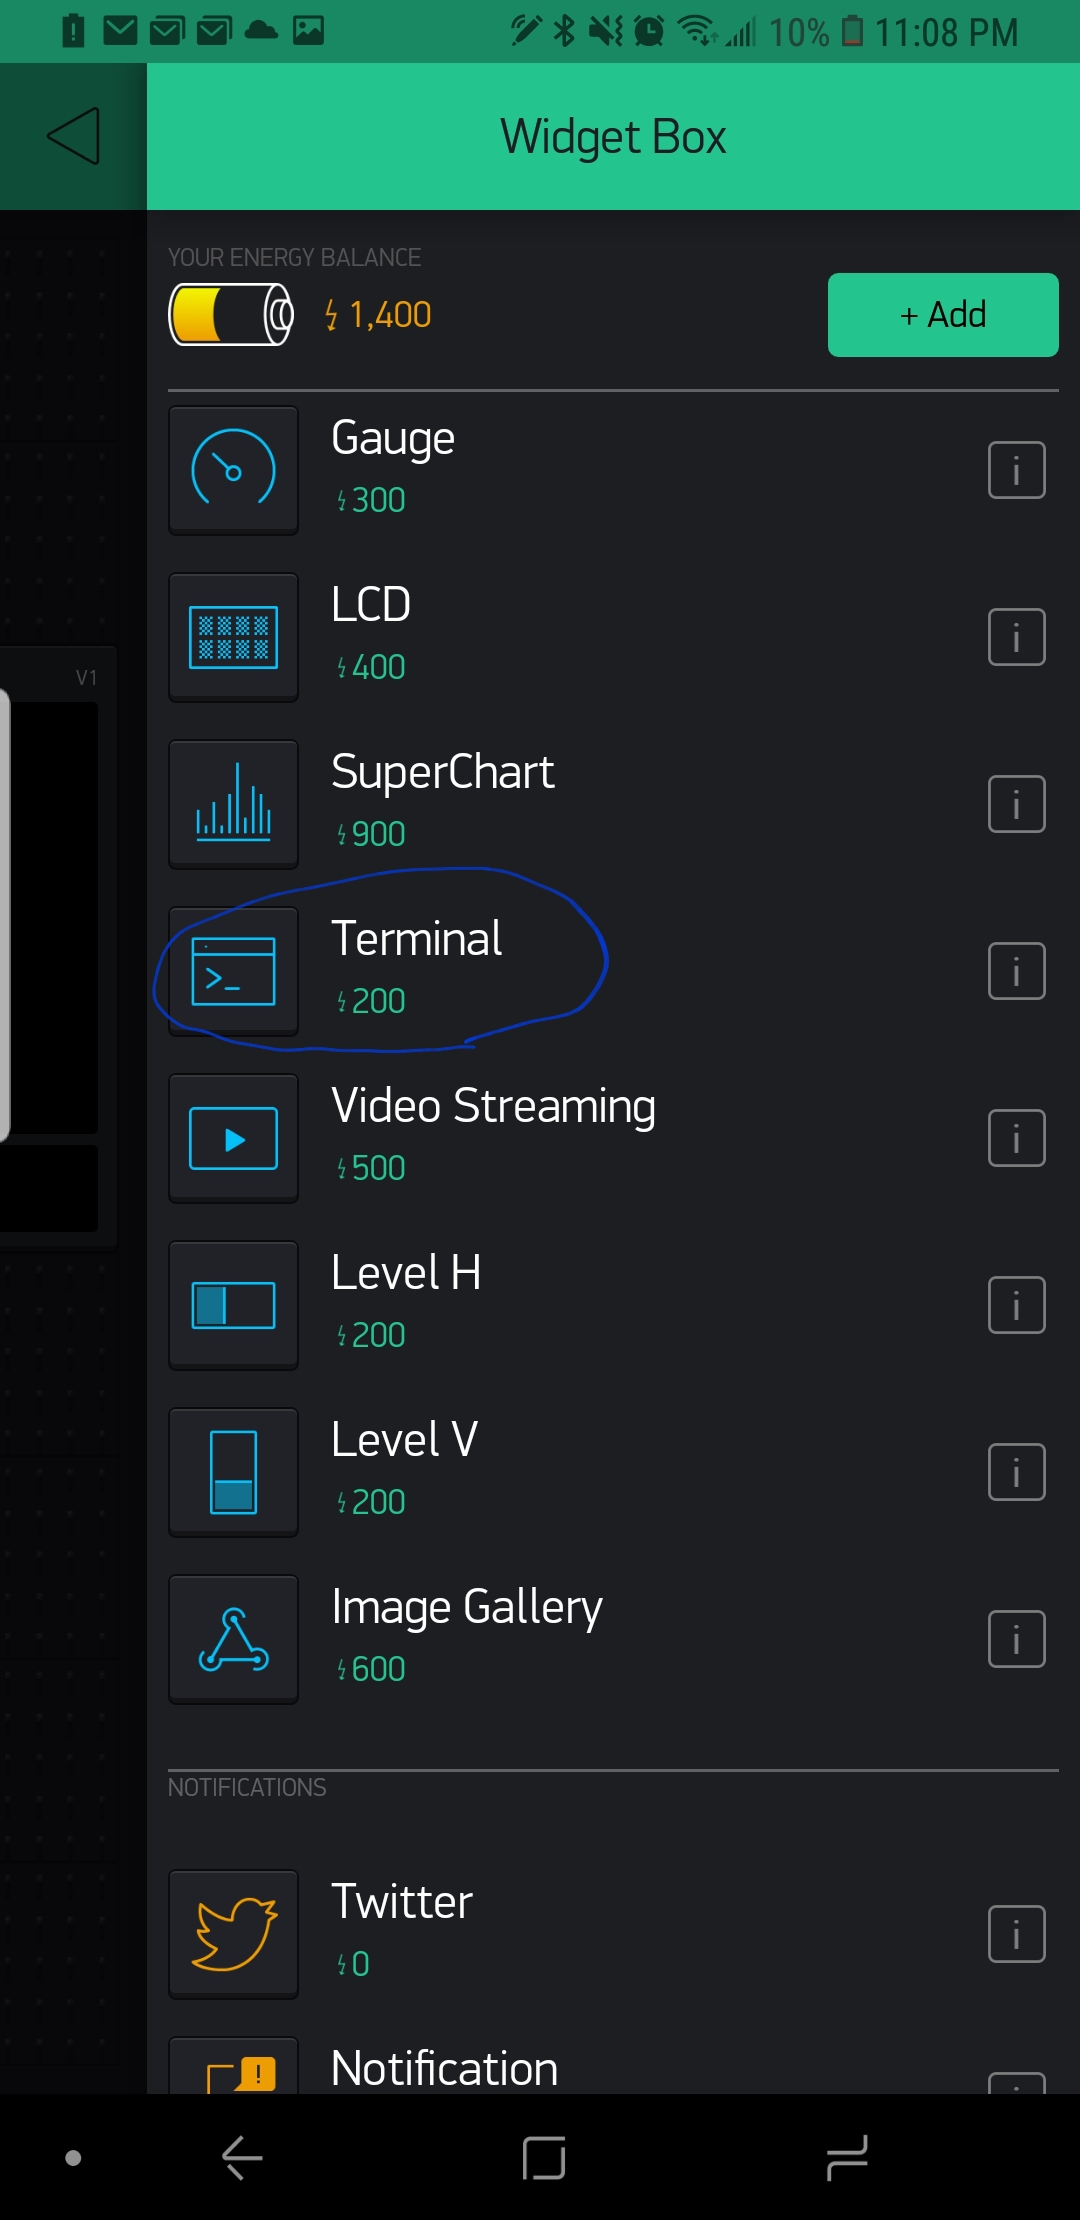 10% 11:08 PM
Widget Box
YOUR ENERGY BALANCE
1,400
+ Add
Gauge
300
i
LCD
400
i
SuperChart
900
i
V1
Terminal
200
i
>_
Video Streaming
500
i
Level H
200
i
Level V
200
i
Image Gallery
600
i
NOTIFICATIONS
Twitter
0
i
Notification
!